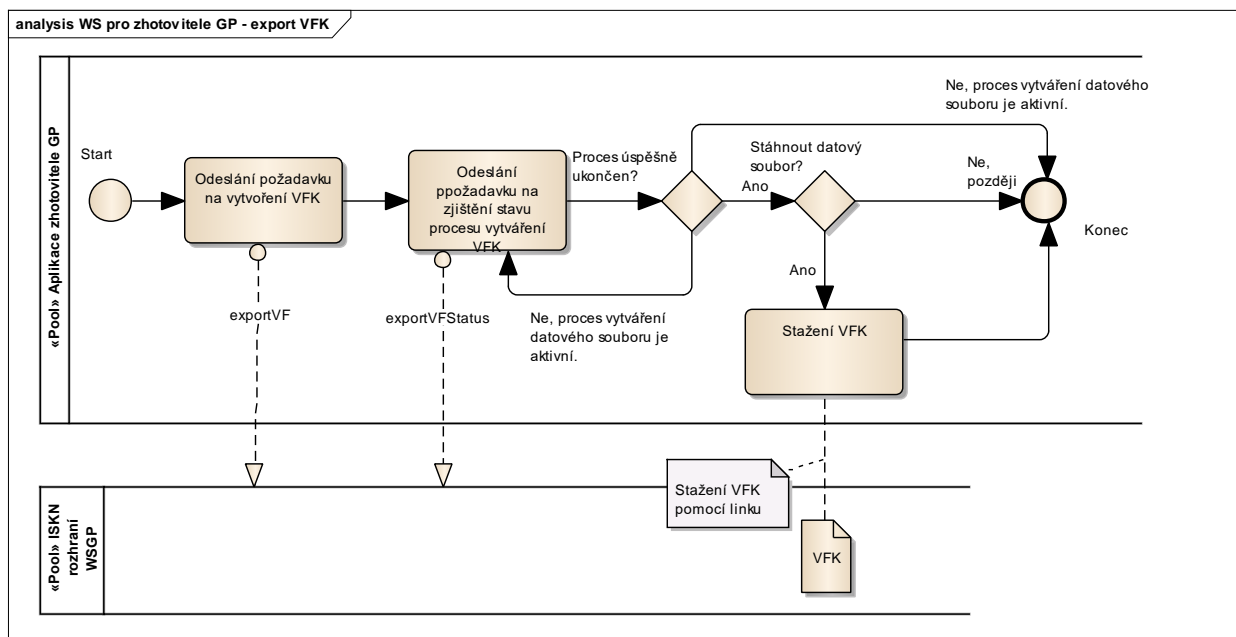 analysis WS pro zhotovitele GP - export VFK
«Pool» Aplikace zhotovitele GP
Start
Odeslání požadavku
na vytvoření VFK
Odeslání
ppožadavku na
zjištění stavu
procesu vytváření
VFK
Proces úspěšně
ukončen?
Ano
Stáhnout datový
soubor?
Ne, proces vytváření datového
souboru je aktivní.
Ne,
později
Konec
Ano
Stažení VFK
exportVF
exportVFStatus
Ne, proces vytváření
datového souboru je
aktivní.
«Pool» ISKN
rozhraní
WSGP
Stažení VFK
pomocí linku
VFK